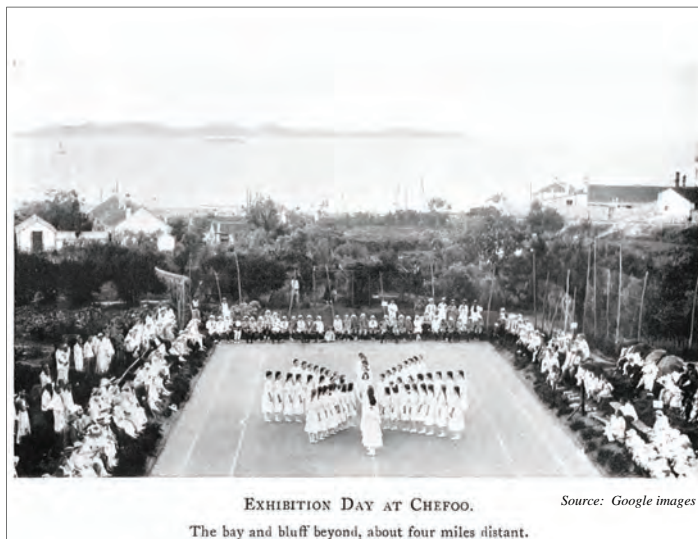 EXHIBITION DAY AT CHEFOO.
Source: Google images
The bay and bluff beyond, about four miles distant.